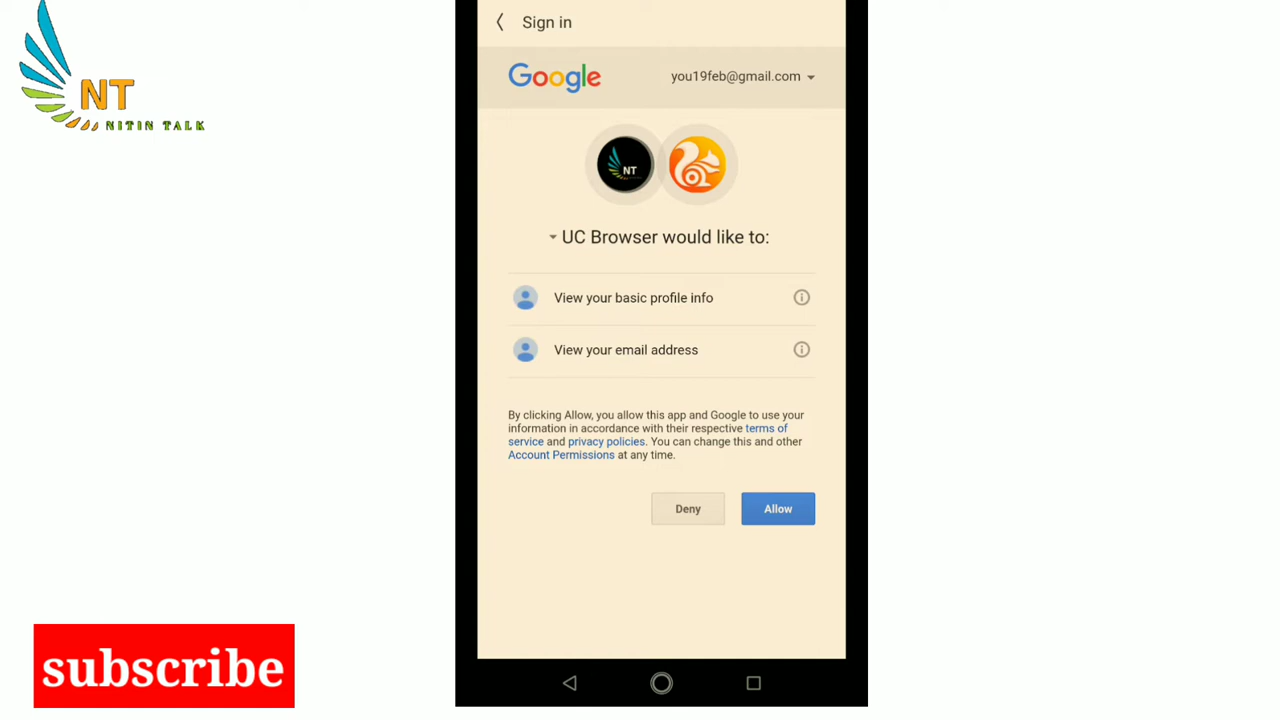 Sign in
NT
NITIN TALK
Google
you19feb@gmail.com
NT
UC Browser would like to:
View your basic profile info
View your email address
By clicking Allow, you allow this app and Google to use your
information in accordance with their respective terms of
service and privacy policies. You can change this and other
Account Permissions at any time.
Deny
Allow
subscribe